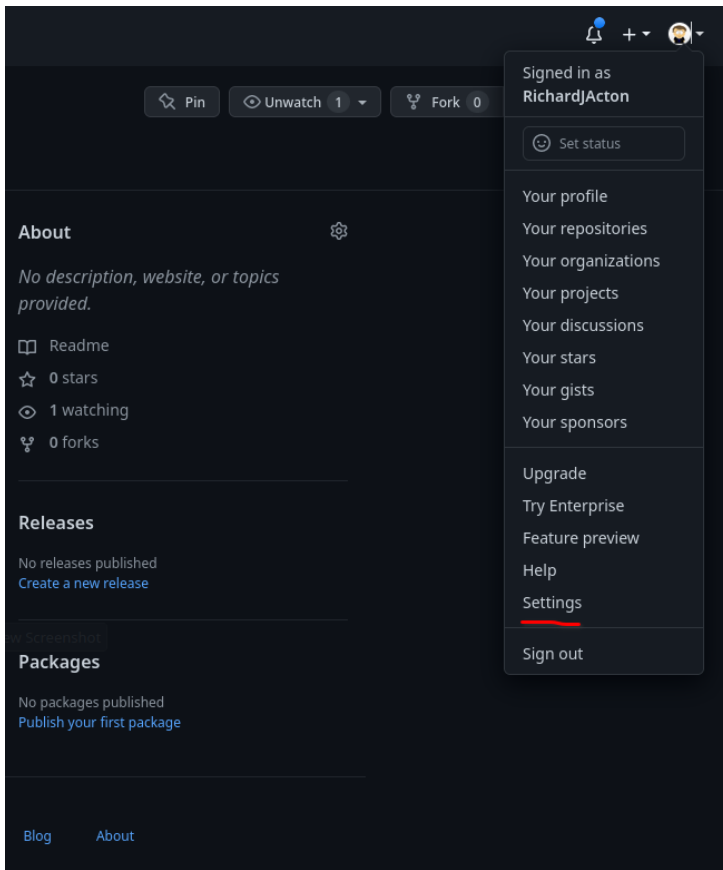 Signed in as
RichardJActon
Pin
Unwatch 1
Fork 0
Set status
Your profile
Your repositories
Your organizations
Your projects
Your discussions
Your stars
Your gists
Your sponsors
Upgrade
Try Enterprise
Feature preview
Help
Settings
Sign out
About
No description, website, or topics
provided.
Readme
0 stars
1 watching
0 forks
Releases
No releases published
Create a new release
ew Screenshot
Packages
No packages published
Publish your first package
Blog About